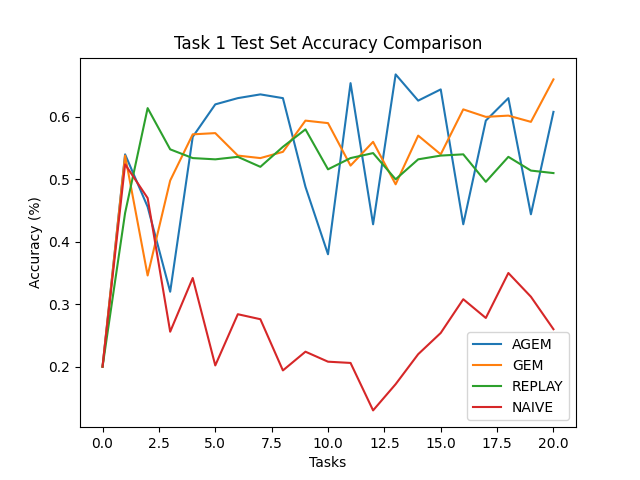 Task 1 Test Set Accuracy Comparison
Accuracy (%)
0.6
0.5
0.4
0.3
0.2
AGEM
GEM
REPLAY
NAIVE
0.0 2.5 5.0 7.5 10.0 12.5 15.0 17.5 20.0
Tasks